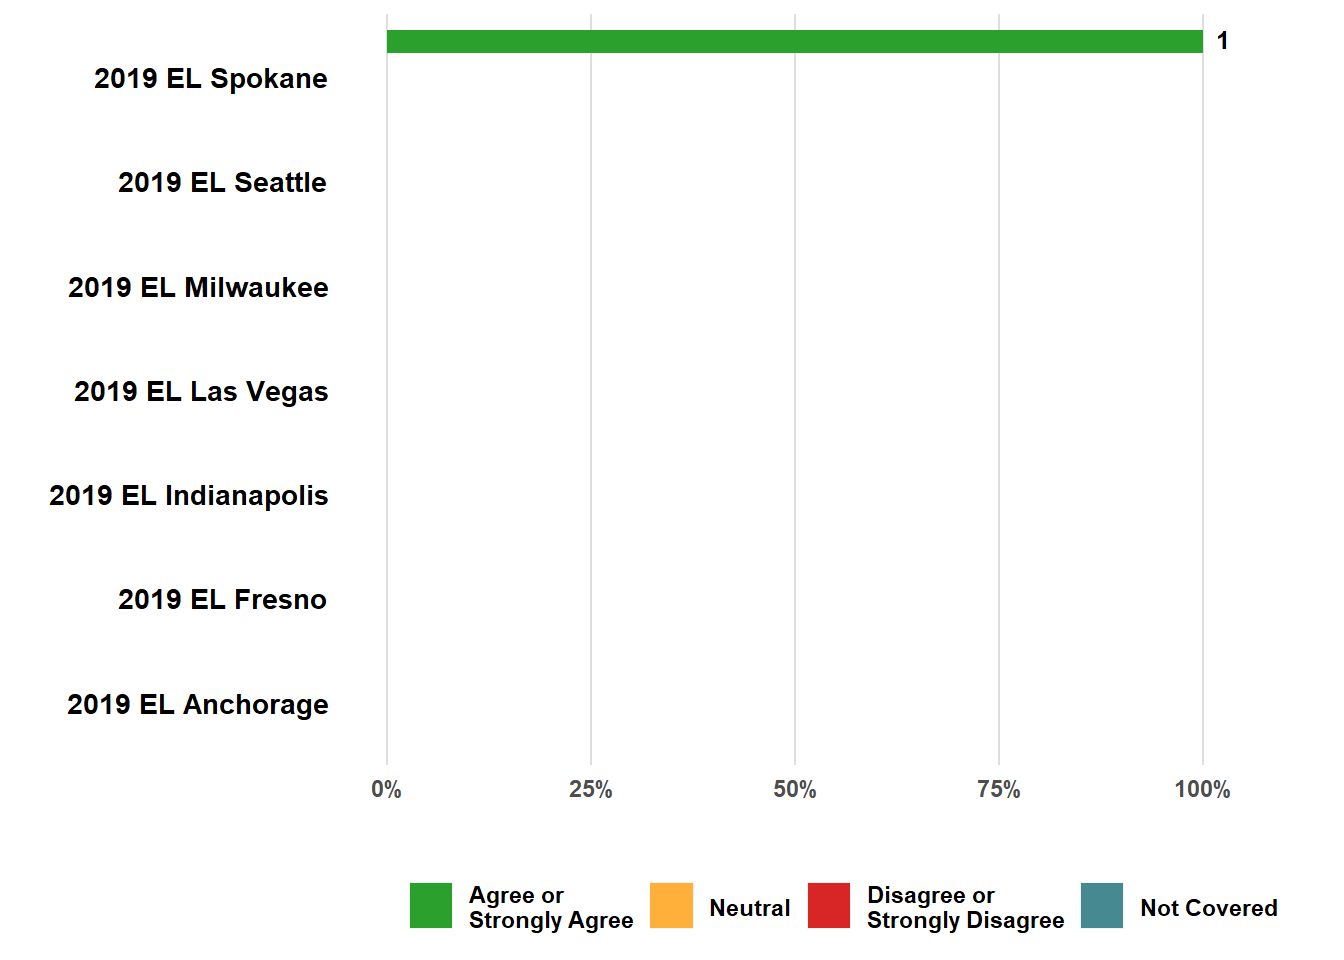 1
2019 EL Spokane
2019 EL Seattle
2019 EL Milwaukee
2019 EL Las Vegas
2019 EL Indianapolis
2019 EL Fresno
2019 EL Anchorage
0% 25% 50% 75% 100%
Agree or
Strongly Agree
Neutral
Disagree or
Strongly Disagree
Not Covered